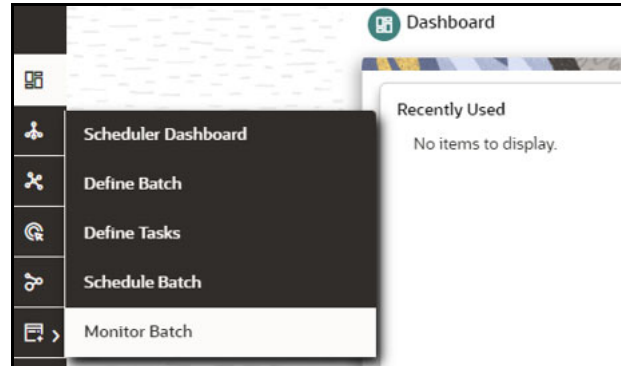 Dashboard
Recently Used
No items to display.
Scheduler Dashboard
Define Batch
Define Tasks
Schedule Batch
Monitor Batch